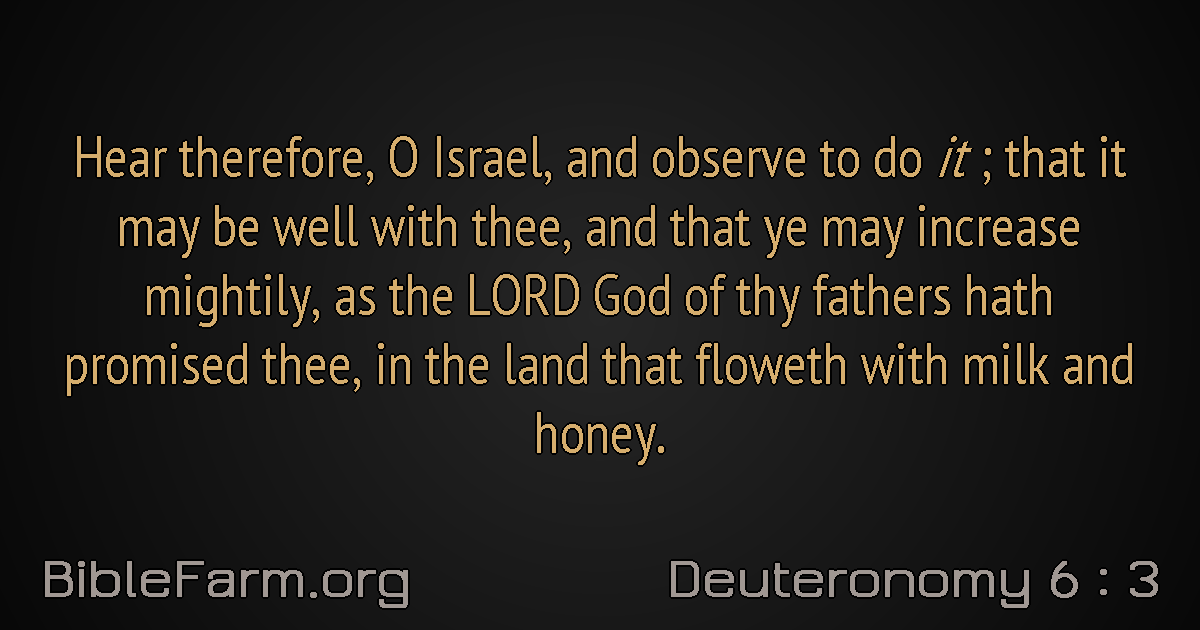 Hear therefore, O Israel, and observe to do it ; that it
may be well with thee, and that ye may increase
mightily, as the LORD God of thy fathers hath
promised thee, in the land that floweth with milk and
honey.
BibleFarm.org
Deuteronomy 6 : 3